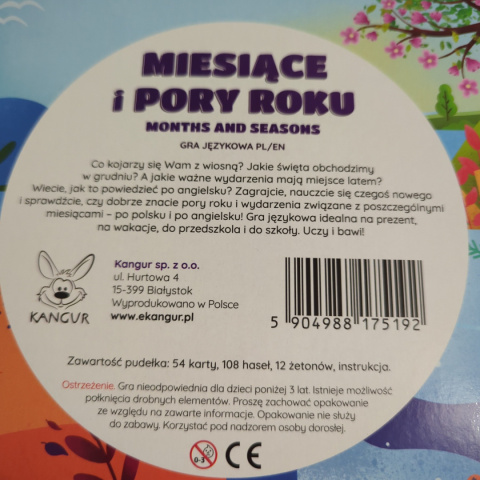 MIESIĄCE
i PORY ROKU
MONTHS AND SEASONS
GRA JĘZYKOWA PL/EN
Co kojarzy się Wam z wiosną? Jakie święta obchodzimy
w grudniu? A jakie ważne wydarzenia mają miejsce latem?
Wiecie, jak to powiedzieć po angielsku? Zagrajcie, nauczcie się czegoś nowego
i sprawdźcie, czy dobrze znacie pory roku i wydarzenia związane z poszczególnymi
miesiącami – po polsku i po angielsku! Gra językowa idealna na prezent,
na wakacje, do przedszkola i do szkoły. Uczy i bawi!
KANGUR
Kangur sp. z o.o.
ul. Hurtowa 4
15-399 Białystok
Wyprodukowano w Polsce
www.ekangur.pl
5 904988 175192
Zawartość pudełka: 54 karty, 108 haseł, 12 żetonów, instrukcja.
Ostrzeżenie. Gra nieodpowiednia dla dzieci poniżej 3 lat. Istnieje możliwość
połknięcia drobnych elementów. Proszę zachować opakowanie
ze względu na zawarte informacje. Opakowanie nie służy
do zabawy. Korzystać pod nadzorem osoby dorosłej.
0-3 CE